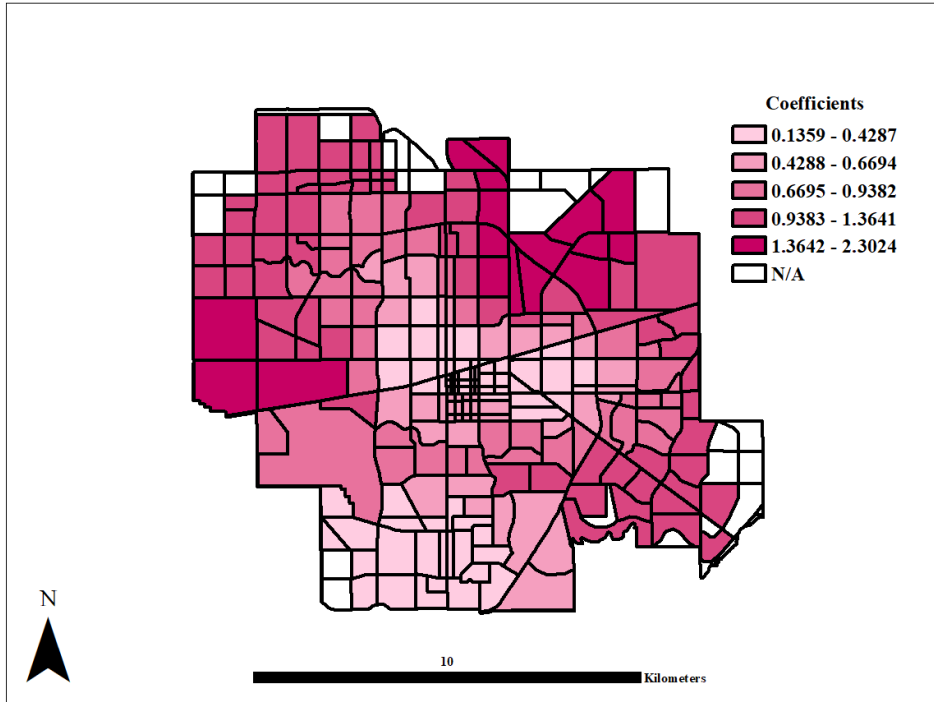 Coefficients
0.1359 - 0.4287
0.4288 - 0.6694
0.6695 - 0.9382
0.9383 - 1.3641
1.3642 - 2.3024
N/A
N
10
Kilometers